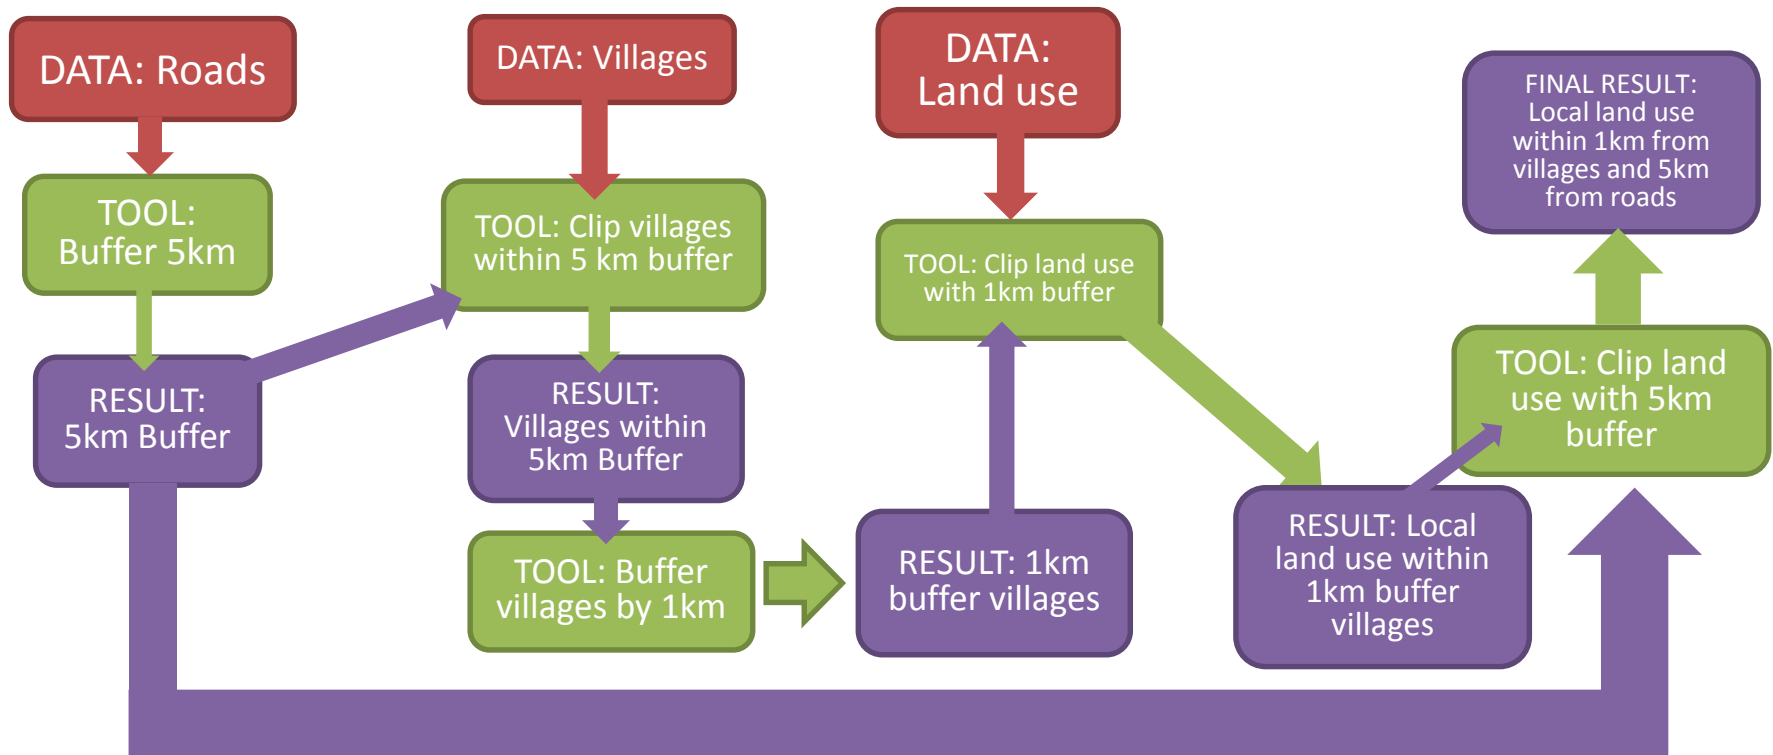 DATA: Roads
TOOL:
Buffer 5km
RESULT:
5km Buffer
DATA: Villages
TOOL: Clip villages
within 5 km buffer
RESULT:
Villages within
5km Buffer
TOOL: Buffer
villages by 1km
DATA:
Land use
TOOL: Clip land use
with 1km buffer
RESULT: 1km
buffer villages
RESULT: Local
land use within
1km buffer
villages
TOOL: Clip land
use with 5km
buffer
FINAL RESULT:
Local land use
within 1km from
villages and 5km
from roads